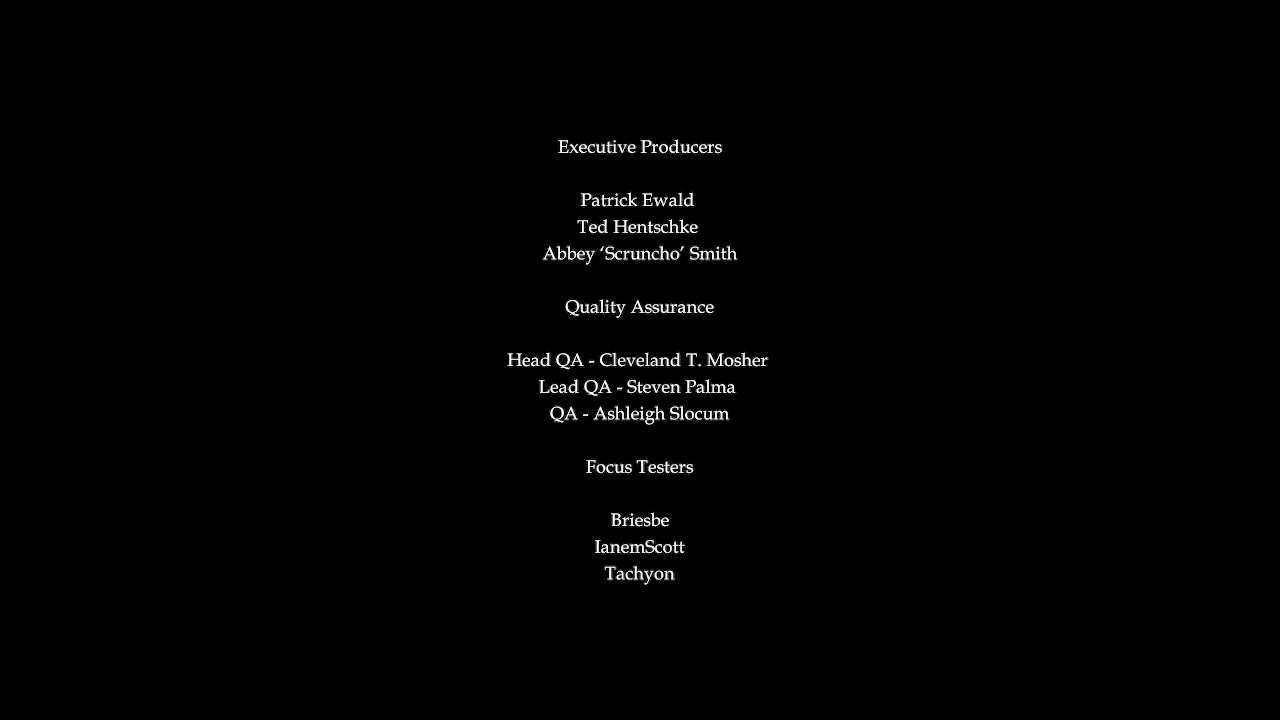 Executive Producers
Patrick Ewald
Ted Hentschke
Abbey ‘Scruncho’ Smith
Quality Assurance
Head QA - Cleveland T. Mosher
Lead QA - Steven Palma
QA - Ashleigh Slocum
Focus Testers
Briesbe
IanemScott
Tachyon